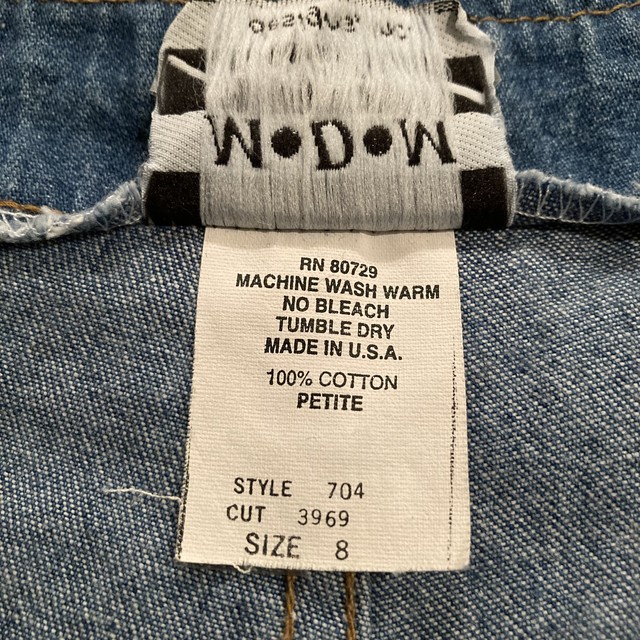 M•D•W
RN 80729
MACHINE WASH WARM
NO BLEACH
TUMBLE DRY
MADE IN U.S.A.
100% COTTON
PETITE
STYLE 704
CUT 3969
SIZE 8